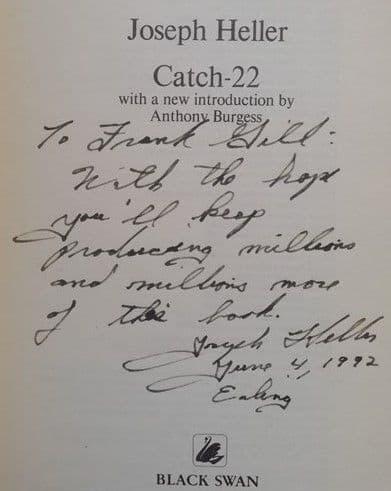 Joseph Heller
Catch-22
with a new introduction by
Anthony Burgess
To Frank Gill:
With the hope
you'll keep
producing millions
and millions more
of this book.
Joseph Heller
June 4, 1992
Ealing
BLACK SWAN